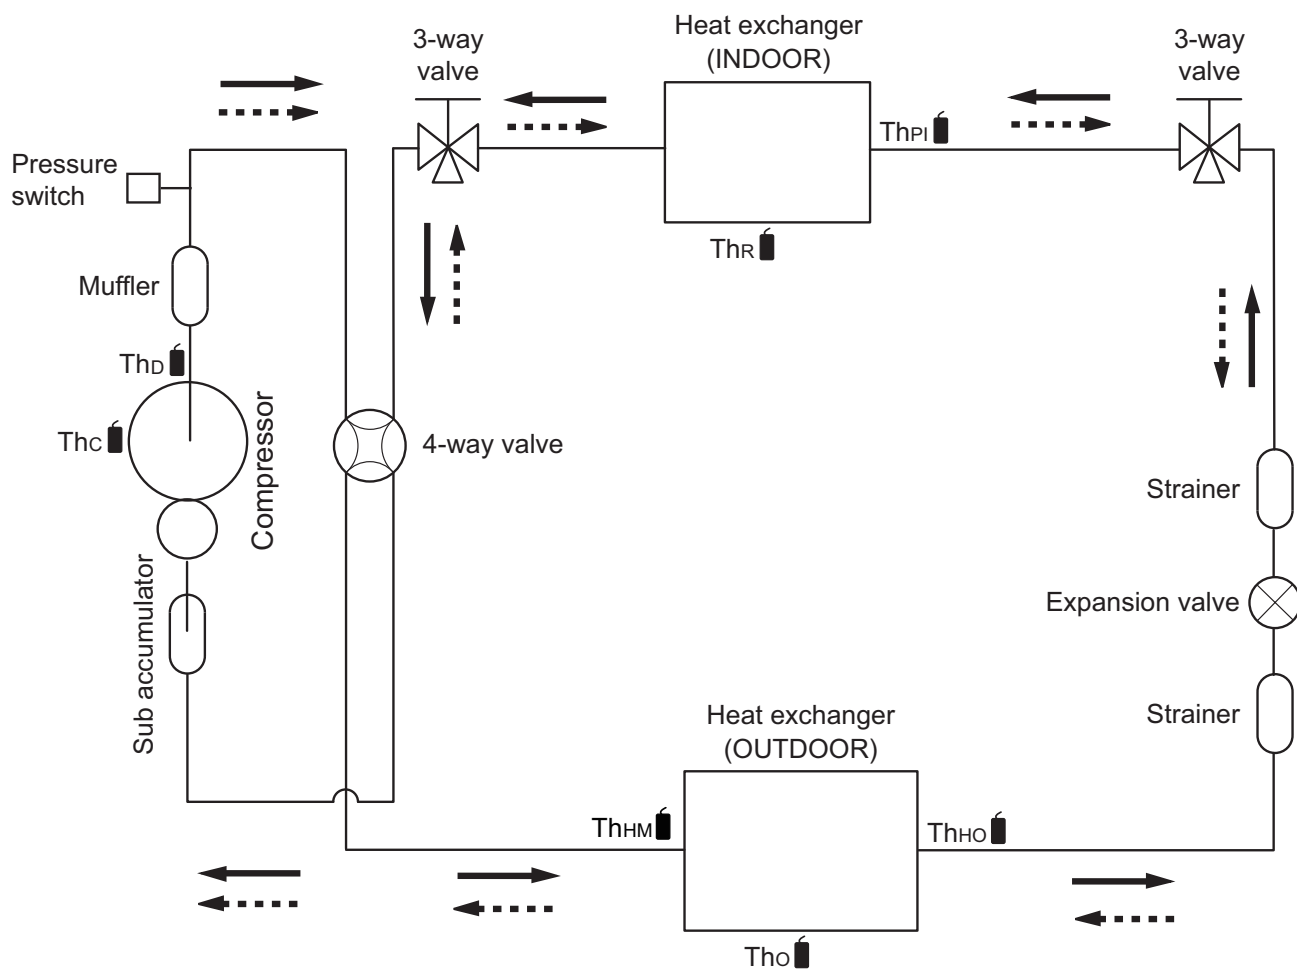 Heat exchanger
(INDOOR)
3-way
valve
3-way
valve
ThPI
Pressure
switch
ThR
Muffler
ThD
ThC
Compressor
4-way valve
Strainer
Sub accumulator
Expansion valve
Strainer
Heat exchanger
(OUTDOOR)
ThHM
ThHO
ThO